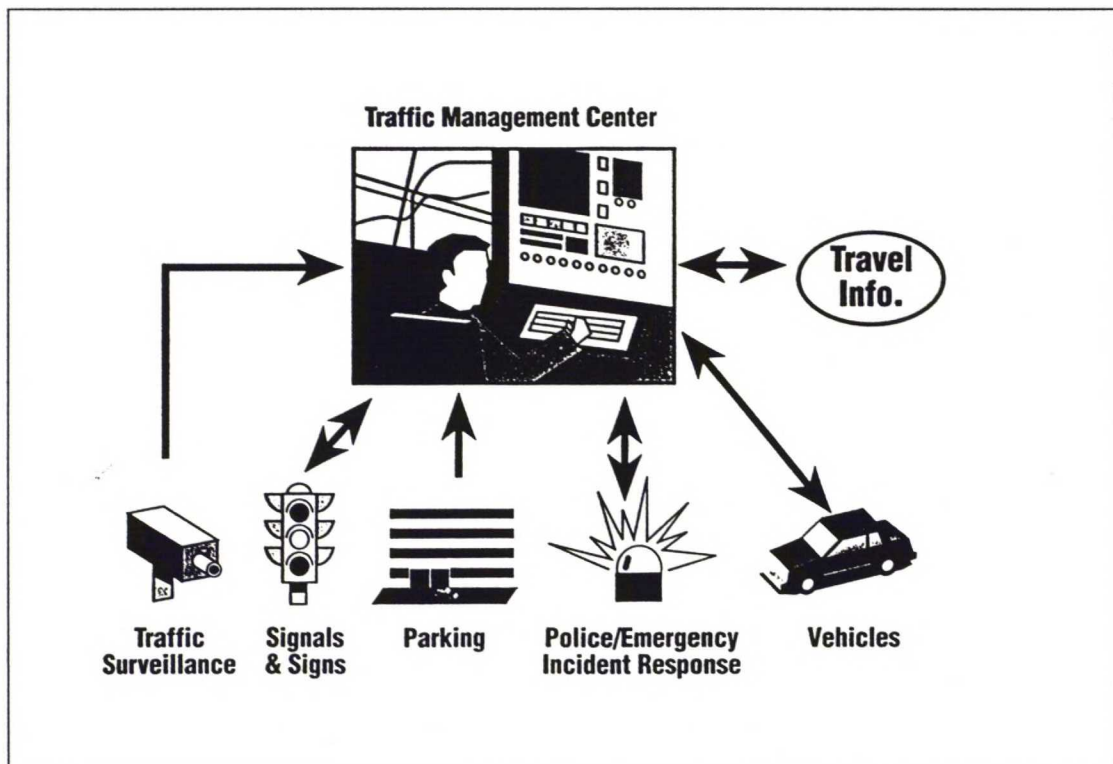 Traffic Management Center
Travel
Info.
Traffic
Surveillance
Signals
& Signs
Parking
Police/Emergency
Incident Response
Vehicles